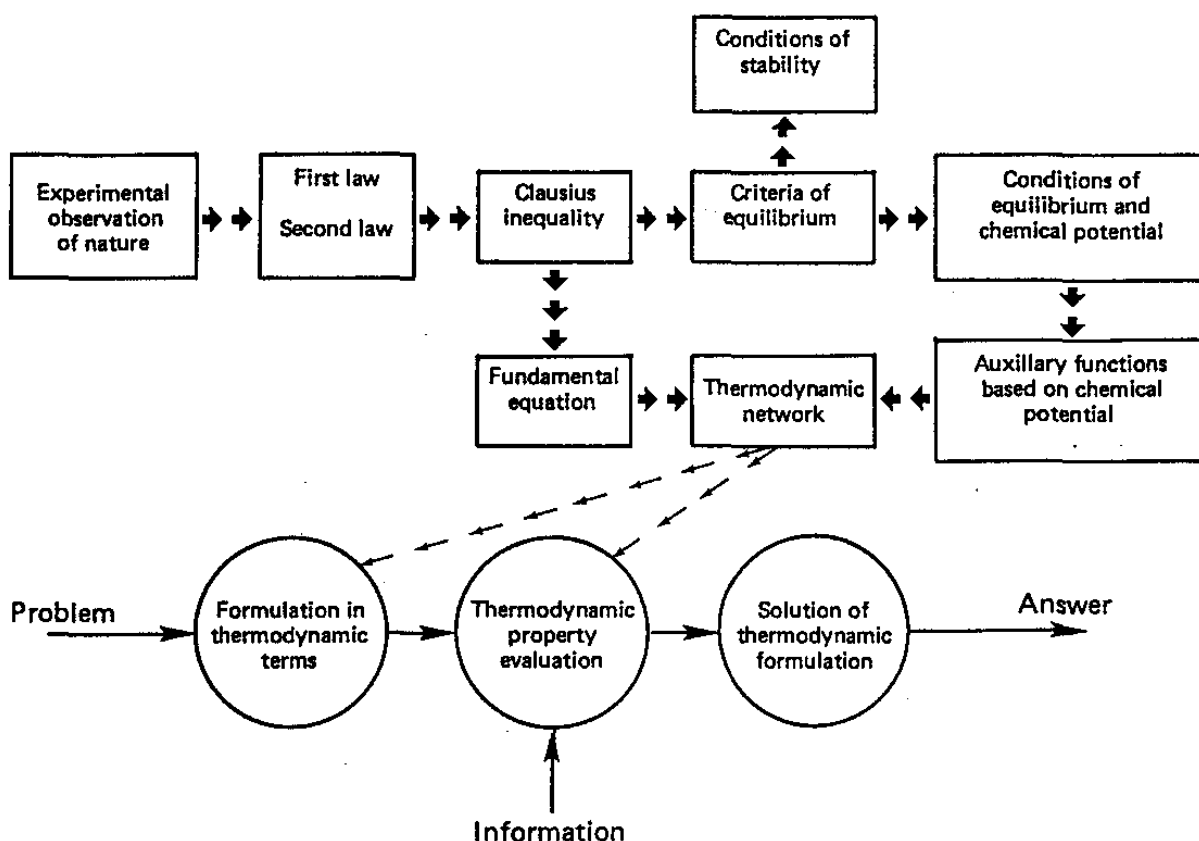 Conditions of
stability
Experimental
observation
of nature
First law
Second law
Clausius
inequality
Criteria of
equilibrium
Conditions of
equilibrium and
chemical potential
Fundamental
equation
Thermodynamic
network
Auxillary functions
based on chemical
potential
Problem
Formulation in
thermodynamic
terms
Thermodynamic
property
evaluation
Solution of
thermodynamic
formulation
Answer
Information